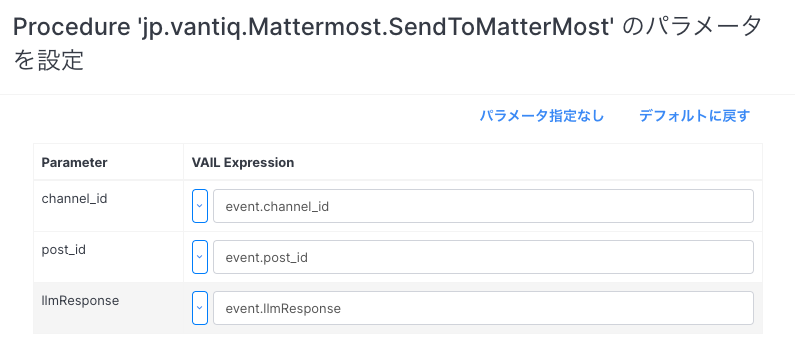 Procedure 'jp.vantiq.Mattermost.SendToMatterMost' のパラメータ
を設定
パラメータ指定なし デフォルトに戻す
Parameter VAIL Expression
channel_id event.channel_id
post_id event.post_id
llmResponse event.llmResponse